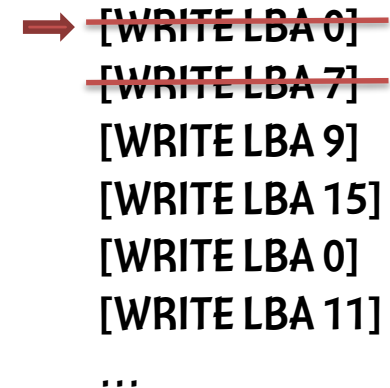 [WRITE LBA 0]
[WRITE LBA 7]
[WRITE LBA 9]
[WRITE LBA 15]
[WRITE LBA 0]
[WRITE LBA 11]
...